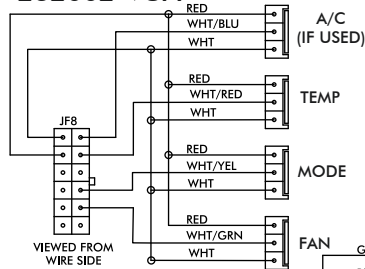 RED
WHT/BLU
WHT
A/C
(IF USED)
RED
WHT/RED
WHT
TEMP
JF8
RED
WHT/YEL
WHT
MODE
RED
WHT/GRN
WHT
FAN
VIEWED FROM
WIRE SIDE
G